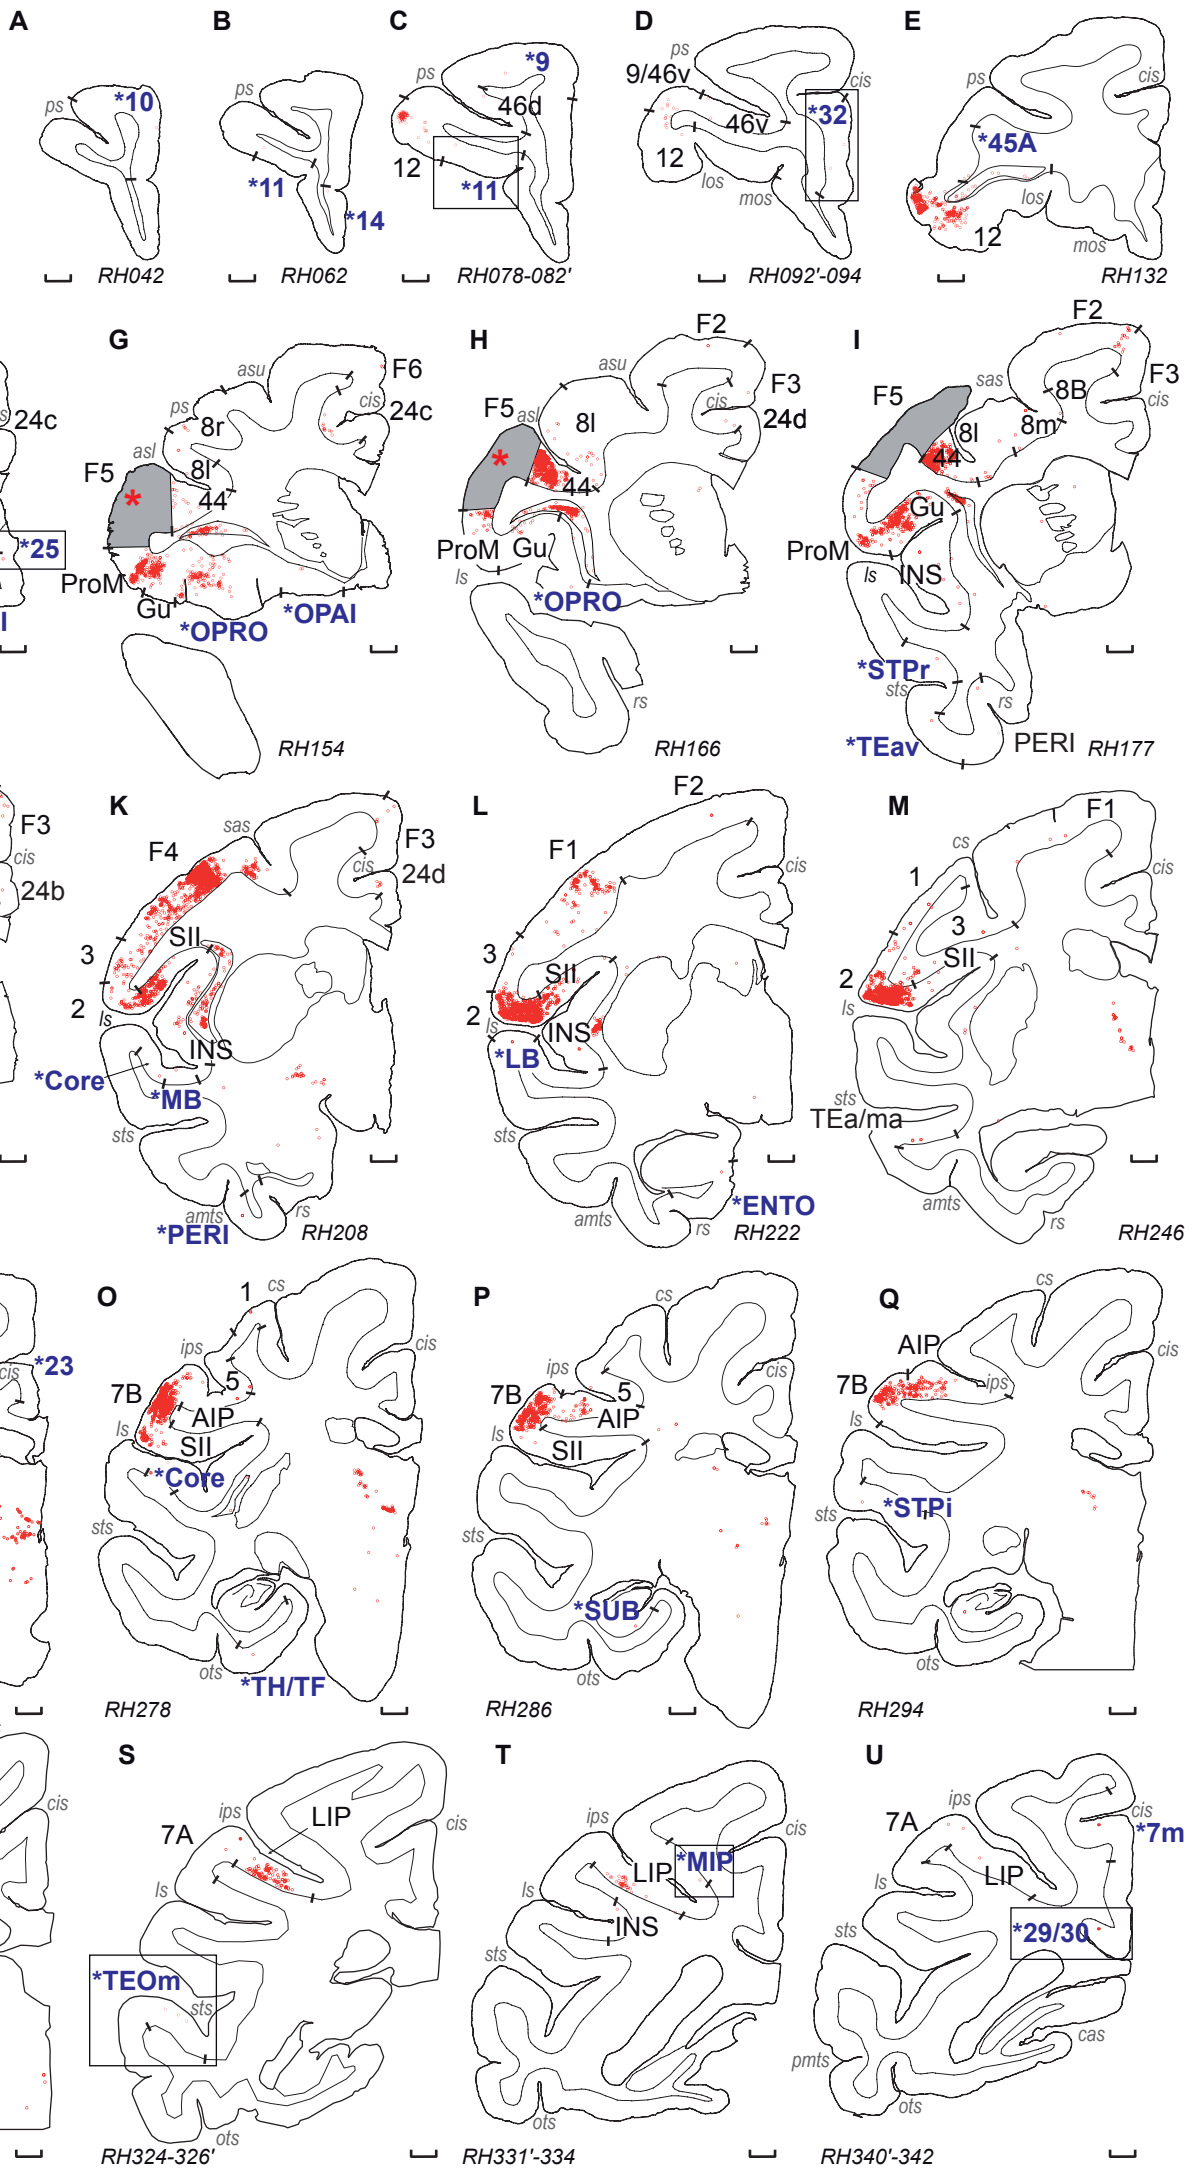 A
B
C
D
E
ps
*10
RH042
ps
*11
*14
RH062
ps
*9
46d
12
*11
RH078-082'
ps
9/46v
cis
*32
46v
12
los
mos
RH092'-094
ps
cis
*45A
los
12
mos
RH132
s
24c
*25
I
G
asu
F6
ps
cis
24c
8r
asl
F5
8l
*
44
ProM
Gu
*OPRO
*OPAI
RH154
H
F2
asu
F3
F5
asl
cis
8l
24d
*
44
ProM
Gu
ls
*OPRO
rs
RH166
I
F2
sas
F3
8B
cis
F5
8l
8m
44
Gu
ProM
ls
INS
*STPr
sts
rs
*TEav
PERI
RH177
F3
cis
24b
K
sas
F4
F3
cis
24d
SII
3
2
ls
INS
*Core
*MB
sts
amts
rs
*PERI
RH208
L
F2
F1
cis
3
SII
2
ls
INS
*LB
sts
amts
rs
*ENTO
RH222
M
F1
cs
cis
1
3
SII
2
ls
sts
TEa/ma
amts
rs
RH246
*23
cis
O
1
cs
ips
cis
7B
5
AIP
ls
SII
*Core
sts
ots
*TH/TF
RH278
P
cs
ips
cis
7B
5
AIP
ls
SII
sts
*SUB
ots
RH286
Q
cs
AIP
cis
7B
ips
ls
*STPi
sts
ots
RH294
cis
S
ips
LIP
cis
7A
ls
*TEOm
sts
ots
RH324-326'
T
ips
cis
*MIP
LIP
ls
INS
sts
ots
RH331'-334
U
ips
cis
7A
*7m
LIP
ls
sts
*29/30
cas
pmts
ots
RH340'-342